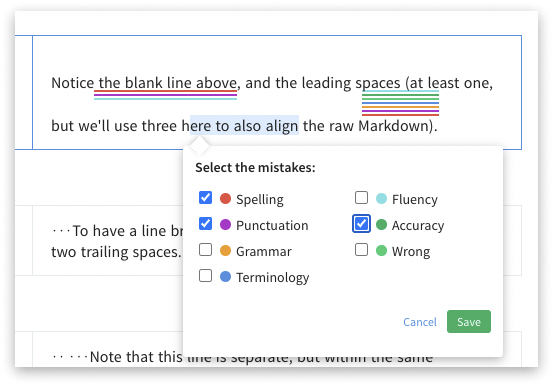 Notice the blank line above, and the leading spaces (at least one,
but we'll use three here to also align the raw Markdown).
Select the mistakes:
Spelling
Fluency
Punctuation
Accuracy
Grammar
Wrong
Terminology
Cancel
Save
···To have a line
two trailing spaces.
·· ···Note that this line is separate, but within the same